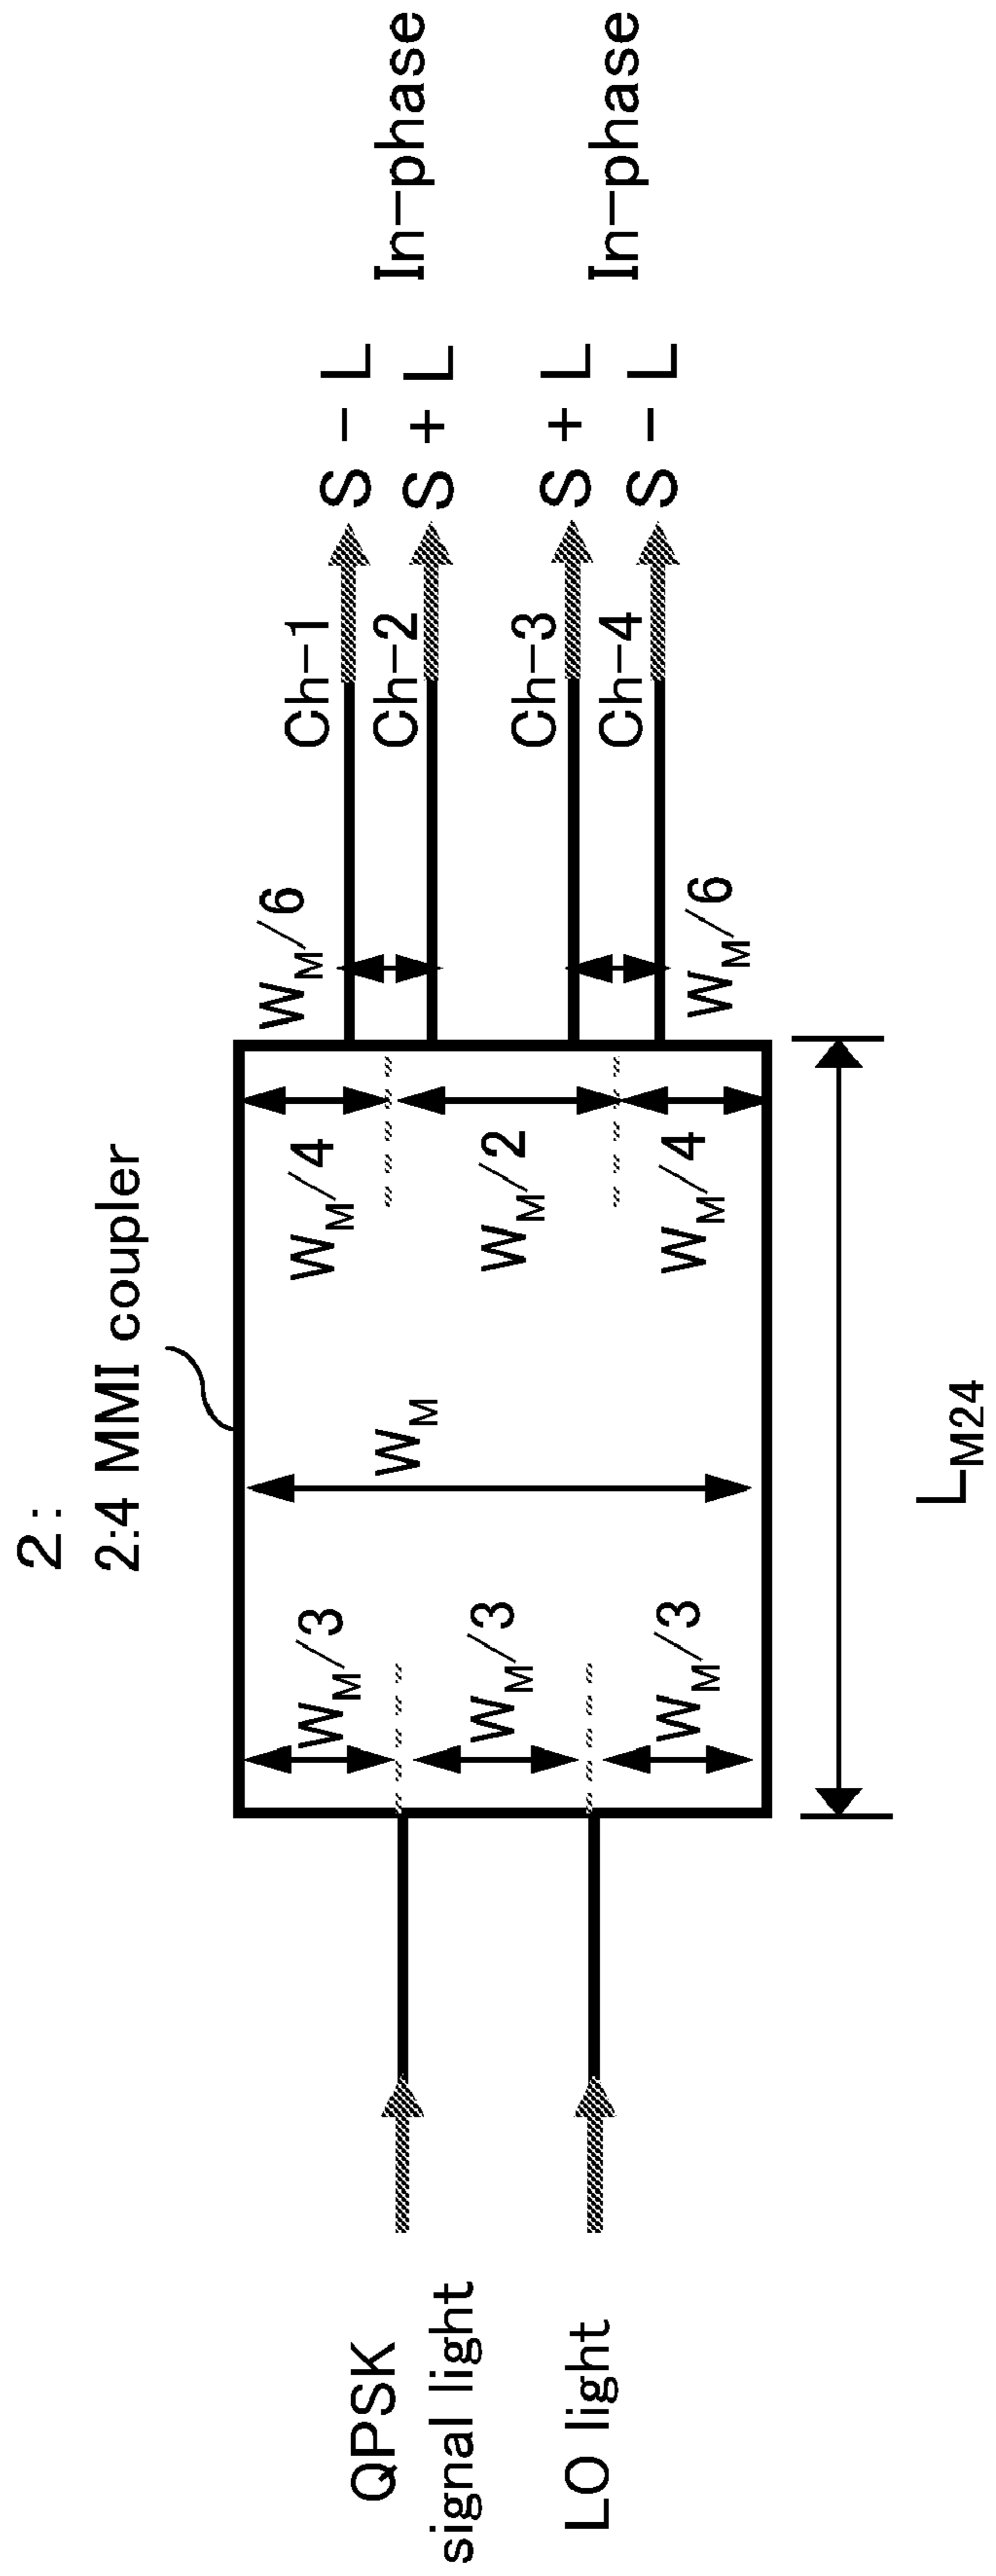 2:
2:4 MMI coupler
QPSK
signal light
LO light
W_M/3
W_M/3
W_M/3
W_M
W_M/4
W_M/2
W_M/4
W_M/6
W_M/6
Ch-1
Ch-2
Ch-3
Ch-4
S - L
S + L
In-phase
S + L
S - L
In-phase
L_M24